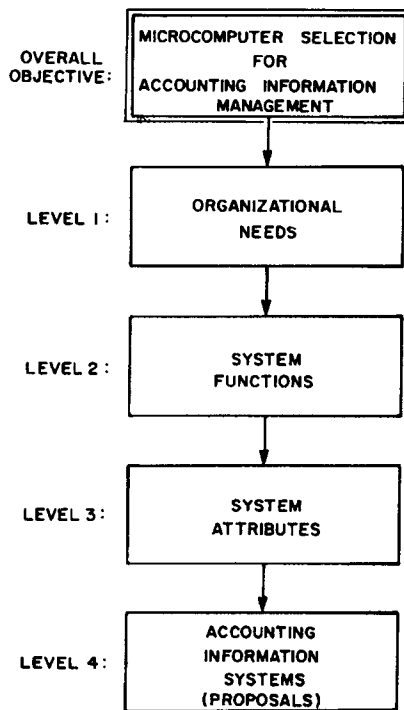 OVERALL
OBJECTIVE:
MICROCOMPUTER SELECTION
FOR
ACCOUNTING INFORMATION
MANAGEMENT
LEVEL 1:
ORGANIZATIONAL
NEEDS
LEVEL 2:
SYSTEM
FUNCTIONS
LEVEL 3:
SYSTEM
ATTRIBUTES
LEVEL 4:
ACCOUNTING
INFORMATION
SYSTEMS
(PROPOSALS)